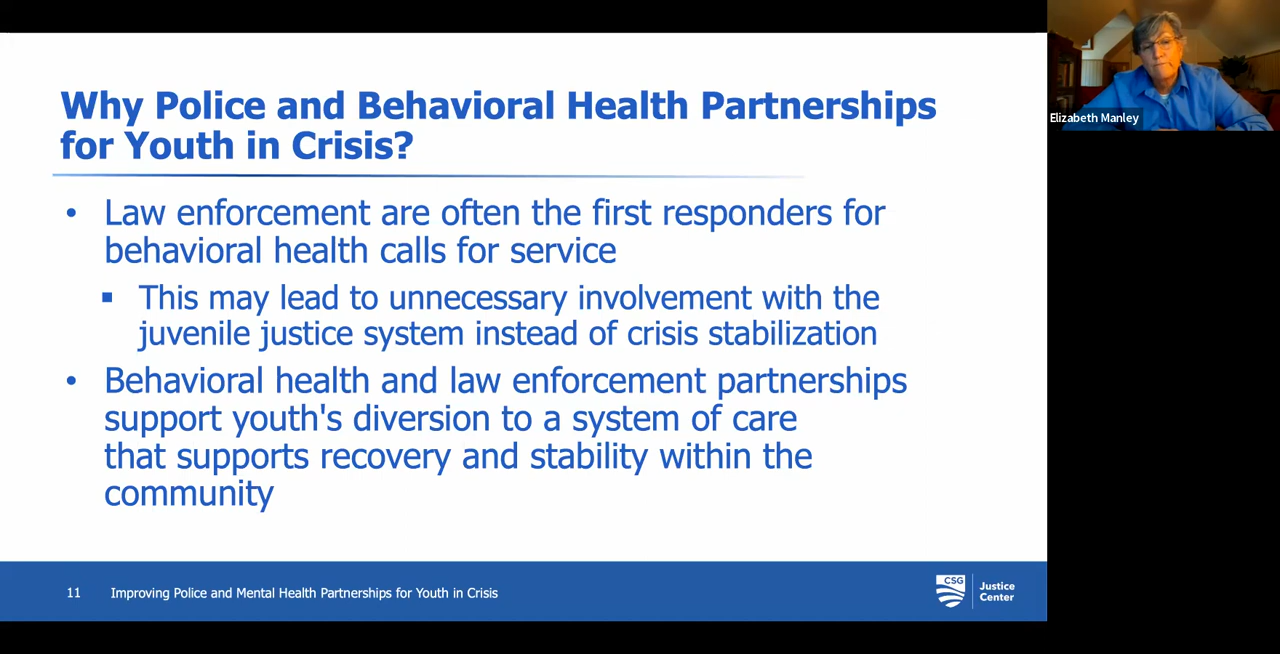 Why Police and Behavioral Health Partnerships
for Youth in Crisis?
• Law enforcement are often the first responders for
behavioral health calls for service
▪ This may lead to unnecessary involvement with the
juvenile justice system instead of crisis stabilization
• Behavioral health and law enforcement partnerships
support youth's diversion to a system of care
that supports recovery and stability within the
community
11 Improving Police and Mental Health Partnerships for Youth in Crisis
CSG
Justice
Center
Elizabeth Manley